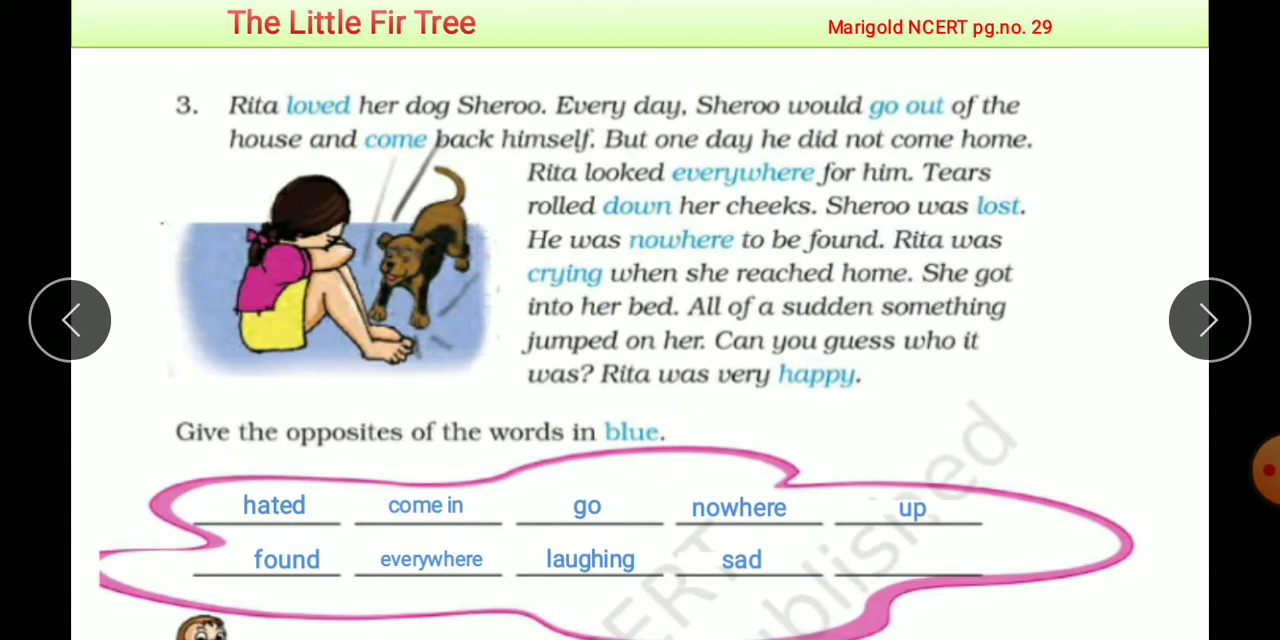 The Little Fir Tree
Marigold NCERT pg.no. 29
3. Rita loved her dog Sheroo. Every day, Sheroo would go out of the
house and come back himself. But one day he did not come home.
Rita looked everywhere for him. Tears
rolled down her cheeks. Sheroo was lost.
He was nowhere to be found. Rita was
crying when she reached home. She got
into her bed. All of a sudden something
jumped on her. Can you guess who it
was? Rita was very happy.
Give the opposites of the words in blue.
hated come in go nowhere up
found everywhere laughing sad